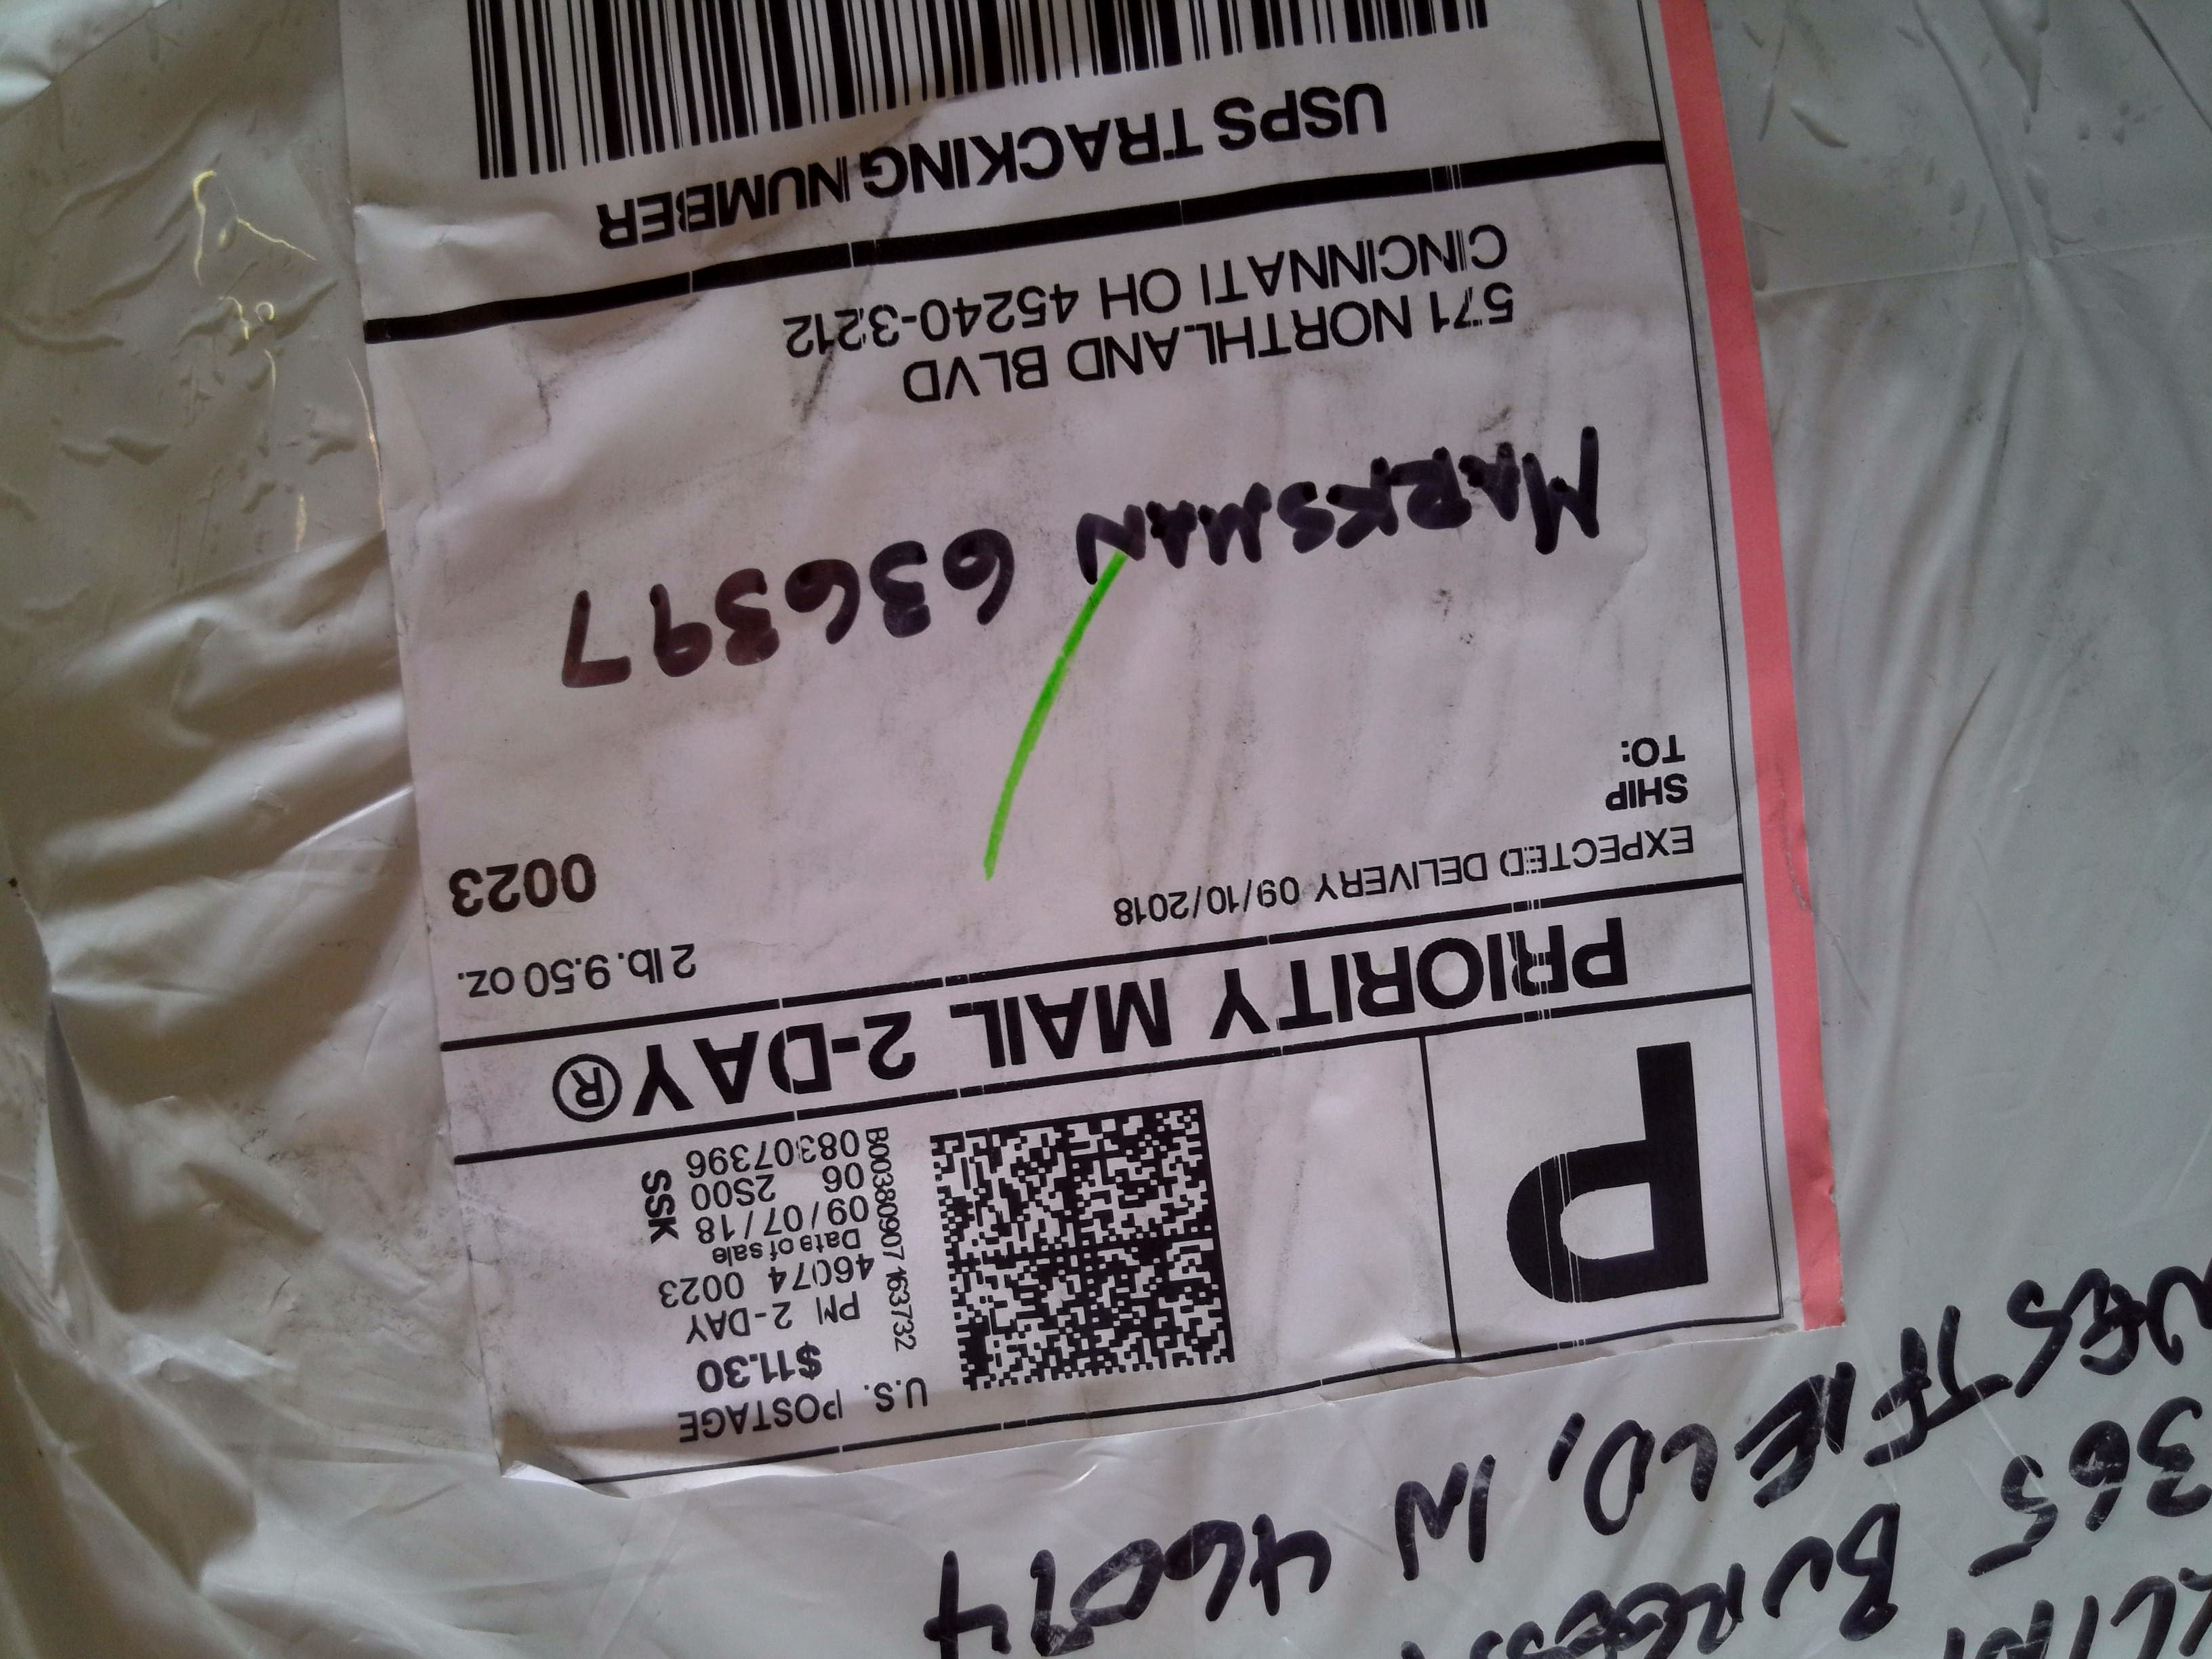 365 BURGESS
WESTFIELD, IN 46074
P
U.S. POSTAGE
$11.30
PM 2-DAY
46074 0023
Date of sale
09/07/18
06 2S00
08307396
SSK
B00380907 163732
PRIORITY MAIL 2-DAY®
EXPECTED DELIVERY 09/10/2018
2 lb. 9.50 oz.
0023
SHIP
TO:
MARKSMAN 636397
571 NORTHLAND BLVD
CINCINNATI OH 45240-3212
USPS TRACKING NUMBER